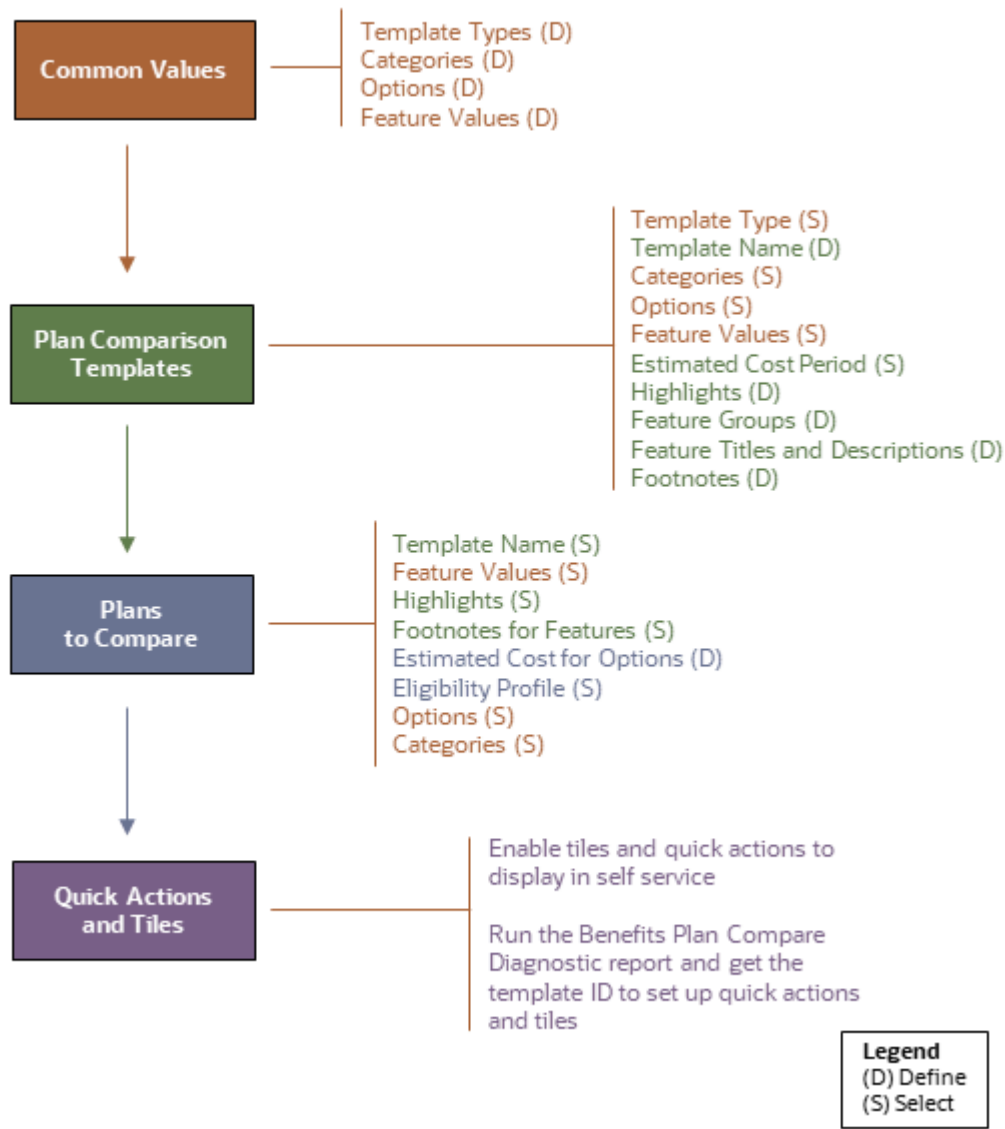 Common Values
Template Types (D)
Categories (D)
Options (D)
Feature Values (D)
Plan Comparison
Templates
Template Type (S)
Template Name (D)
Categories (S)
Options (S)
Feature Values (S)
Estimated Cost Period (S)
Highlights (D)
Feature Groups (D)
Feature Titles and Descriptions (D)
Footnotes (D)
Plans
to Compare
Template Name (S)
Feature Values (S)
Highlights (S)
Footnotes for Features (S)
Estimated Cost for Options (D)
Eligibility Profile (S)
Options (S)
Categories (S)
Quick Actions
and Tiles
Enable tiles and quick actions to
display in self service
Run the Benefits Plan Compare
Diagnostic report and get the
template ID to set up quick actions
and tiles
Legend
(D) Define
(S) Select